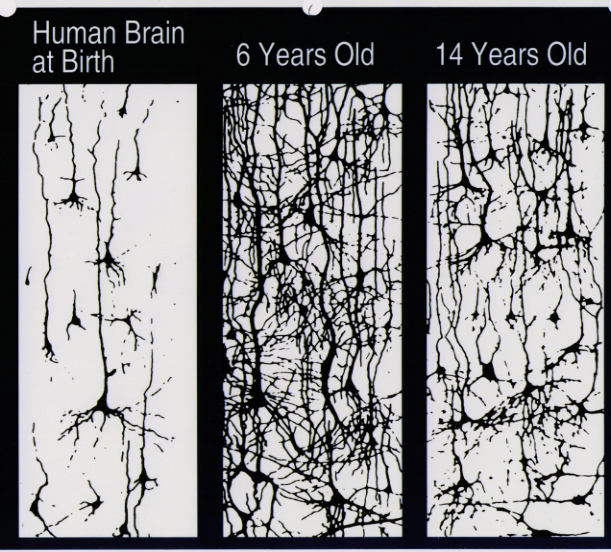 Human Brain
at Birth
6 Years Old
14 Years Old